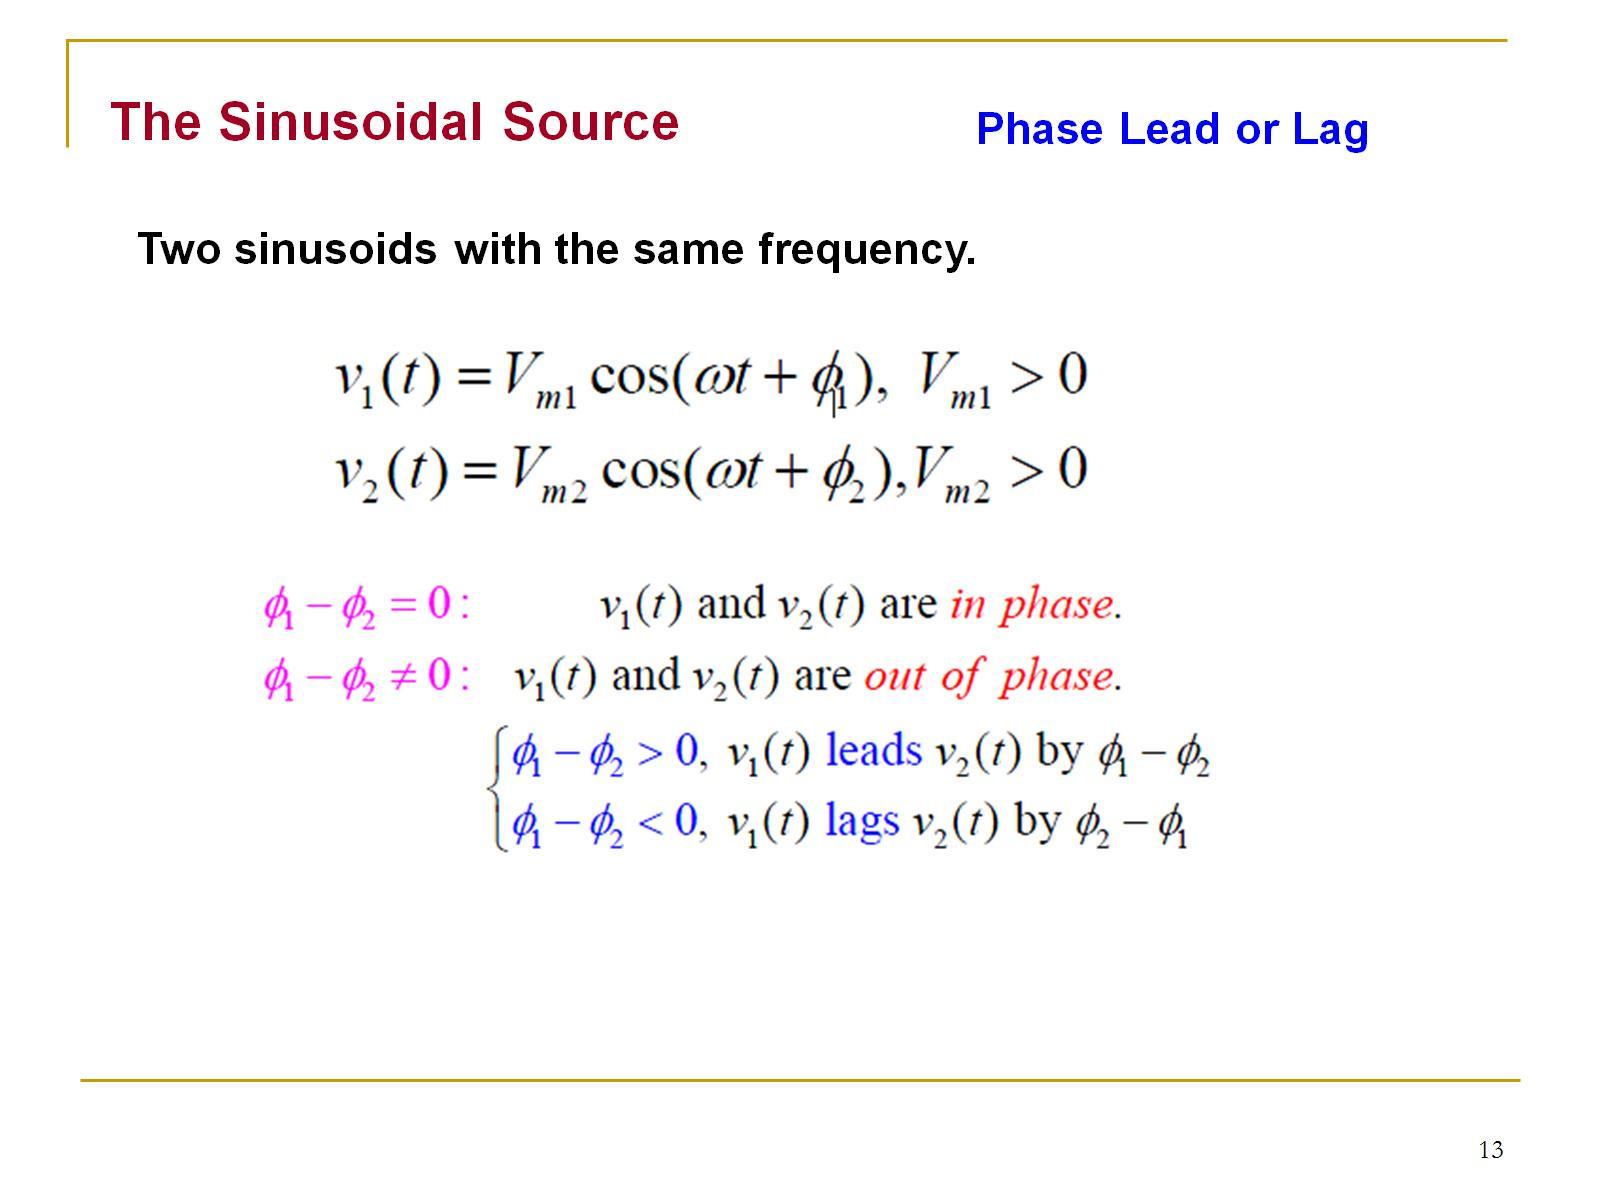 The Sinusoidal Source
Phase Lead or Lag
Two sinusoids with the same frequency.
v₁(t) = Vₘ₁ cos(ωt + ϕ₁), Vₘ₁ > 0
v₂(t) = Vₘ₂ cos(ωt + ϕ₂), Vₘ₂ > 0
ϕ₁ − ϕ₂ = 0 : v₁(t) and v₂(t) are in phase.
ϕ₁ − ϕ₂ ≠ 0 : v₁(t) and v₂(t) are out of phase.
ϕ₁ − ϕ₂ > 0, v₁(t) leads v₂(t) by ϕ₁ − ϕ₂
ϕ₁ − ϕ₂ < 0, v₁(t) lags v₂(t) by ϕ₂ − ϕ₁
13